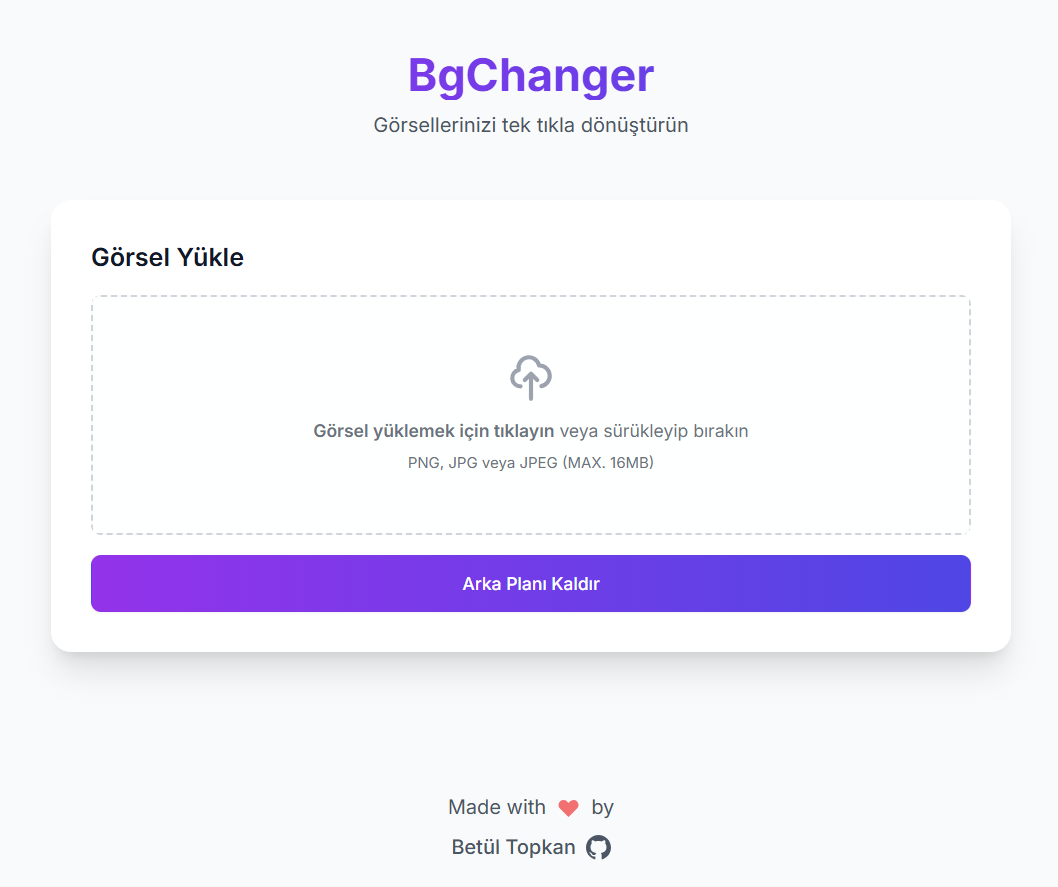 BgChanger
Görsellerinizi tek tıkla dönüştürün
Görsel Yükle
Görsel yüklemek için tıklayın veya sürükleyip bırakın
PNG, JPG veya JPEG (MAX. 16MB)
Arka Planı Kaldır
Made with by
Betül Topkan